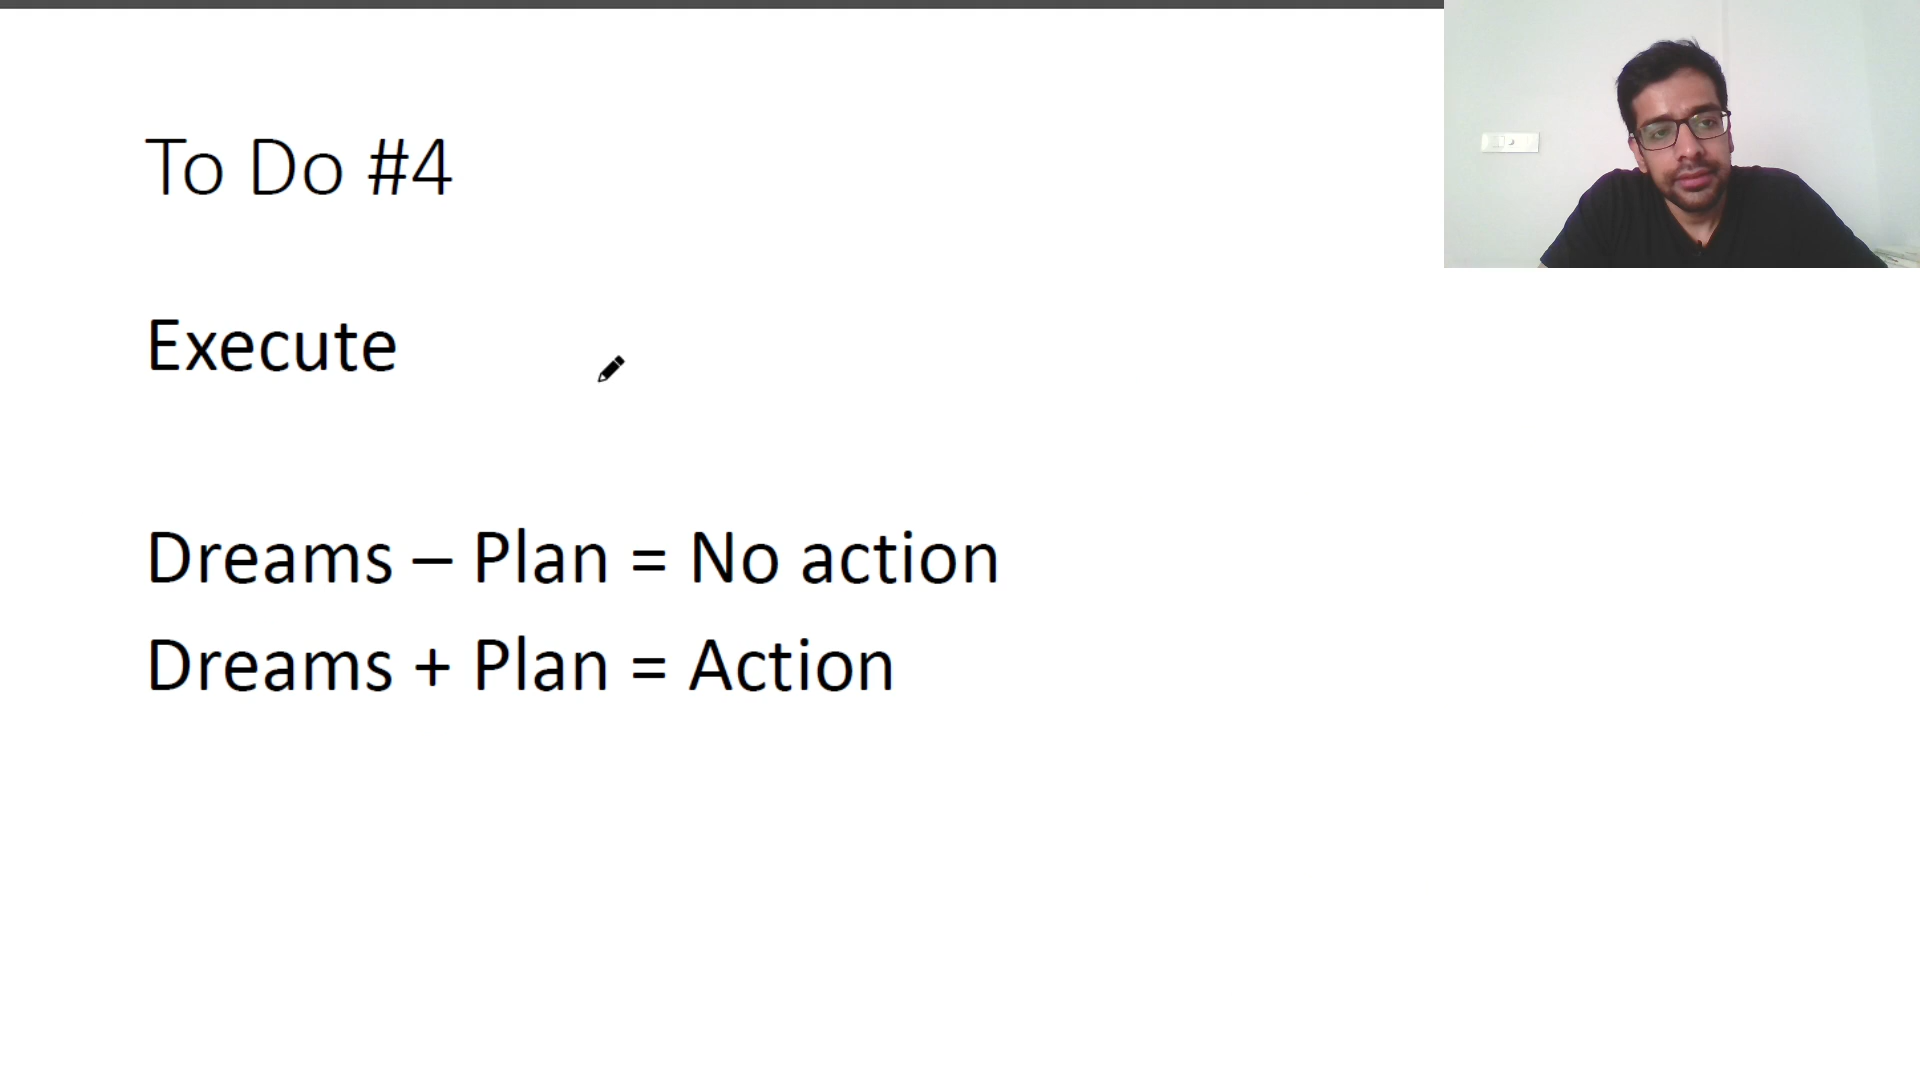 To Do #4
Execute
Dreams – Plan = No action
Dreams + Plan = Action